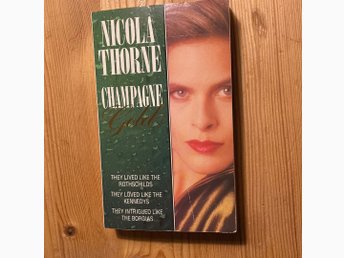 NICOLA
THORNE
CHAMPAGNE
Gold
THEY LIVED LIKE THE
ROTHSCHILDS
THEY LOVED LIKE THE
KENNEDYS
THEY INTRIGUED LIKE
THE BORGIAS